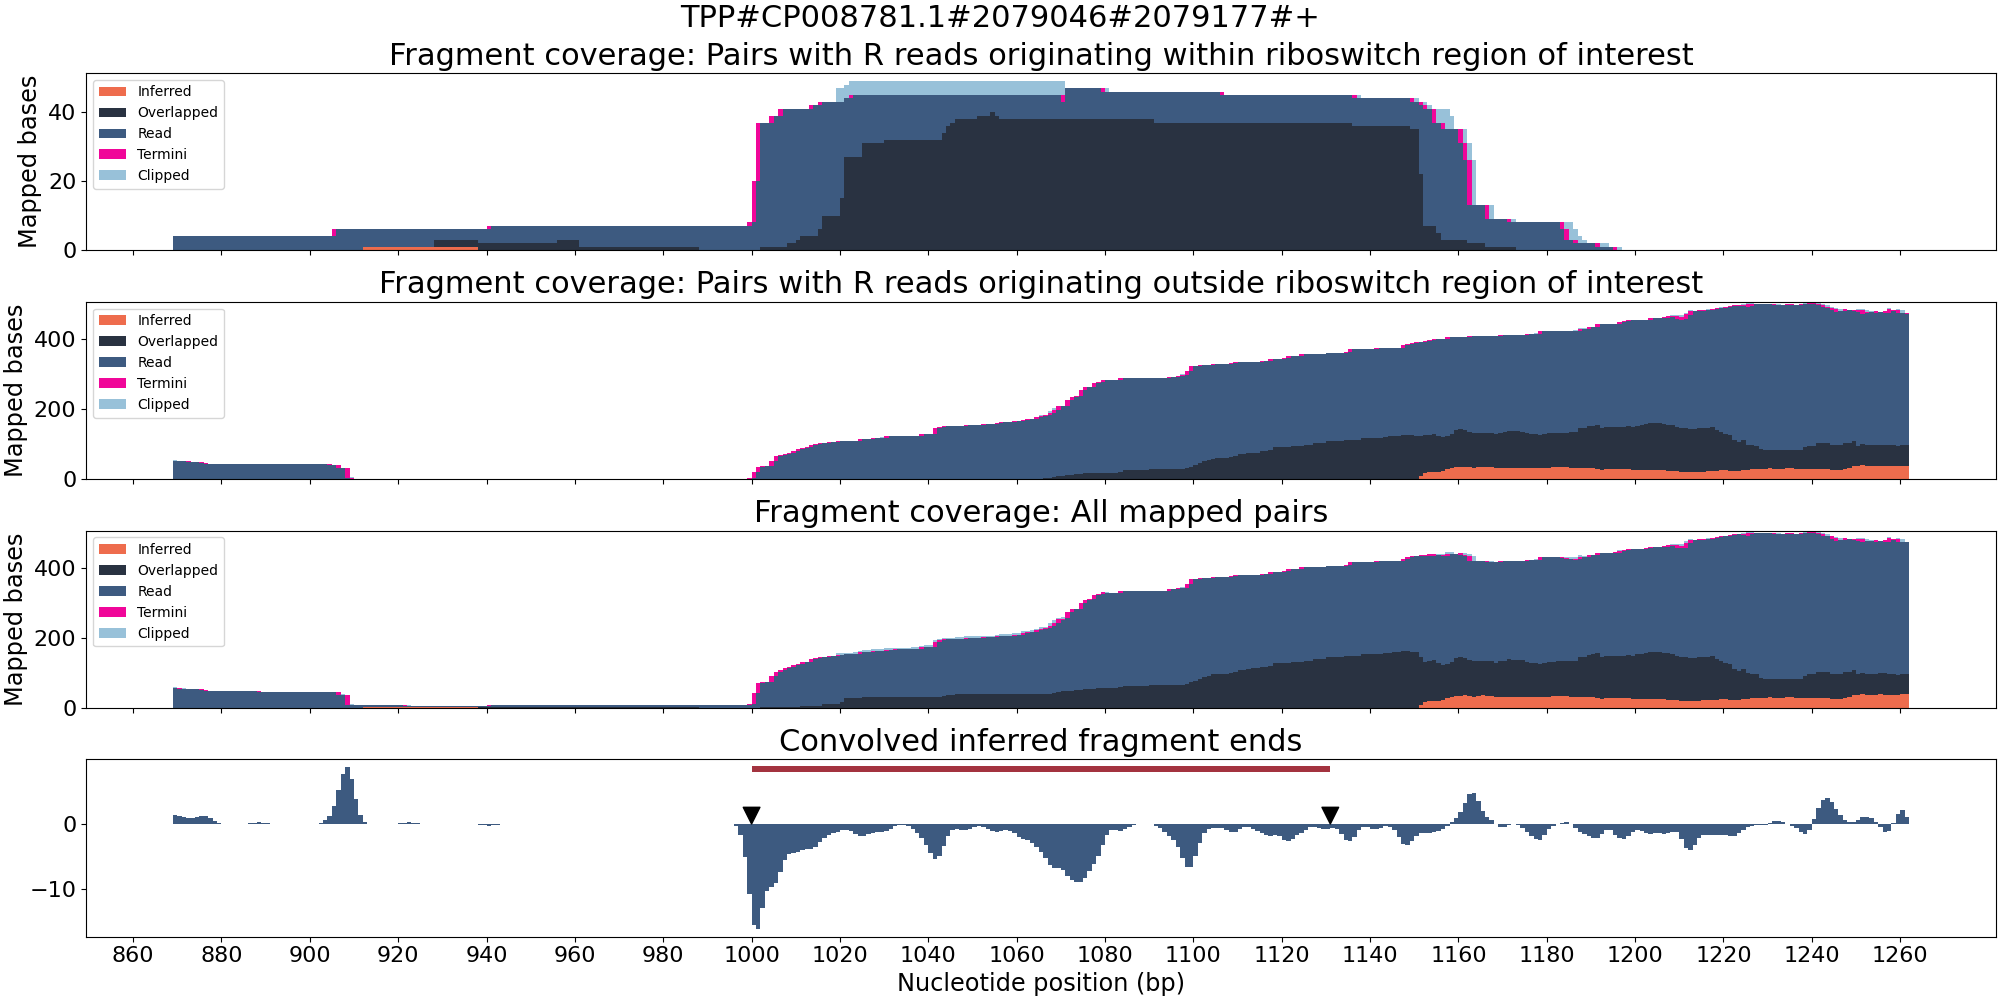 TPP#CP008781.1#2079046#2079177#+
Fragment coverage: Pairs with R reads originating within riboswitch region of interest
Mapped bases
40
20
0
Inferred
Overlapped
Read
Termini
Clipped
Fragment coverage: Pairs with R reads originating outside riboswitch region of interest
Mapped bases
400
200
0
Inferred
Overlapped
Read
Termini
Clipped
Fragment coverage: All mapped pairs
Mapped bases
400
200
0
Inferred
Overlapped
Read
Termini
Clipped
Convolved inferred fragment ends
0
−10
860 880 900 920 940 960 980 1000 1020 1040 1060 1080 1100 1120 1140 1160 1180 1200 1220 1240 1260
Nucleotide position (bp)